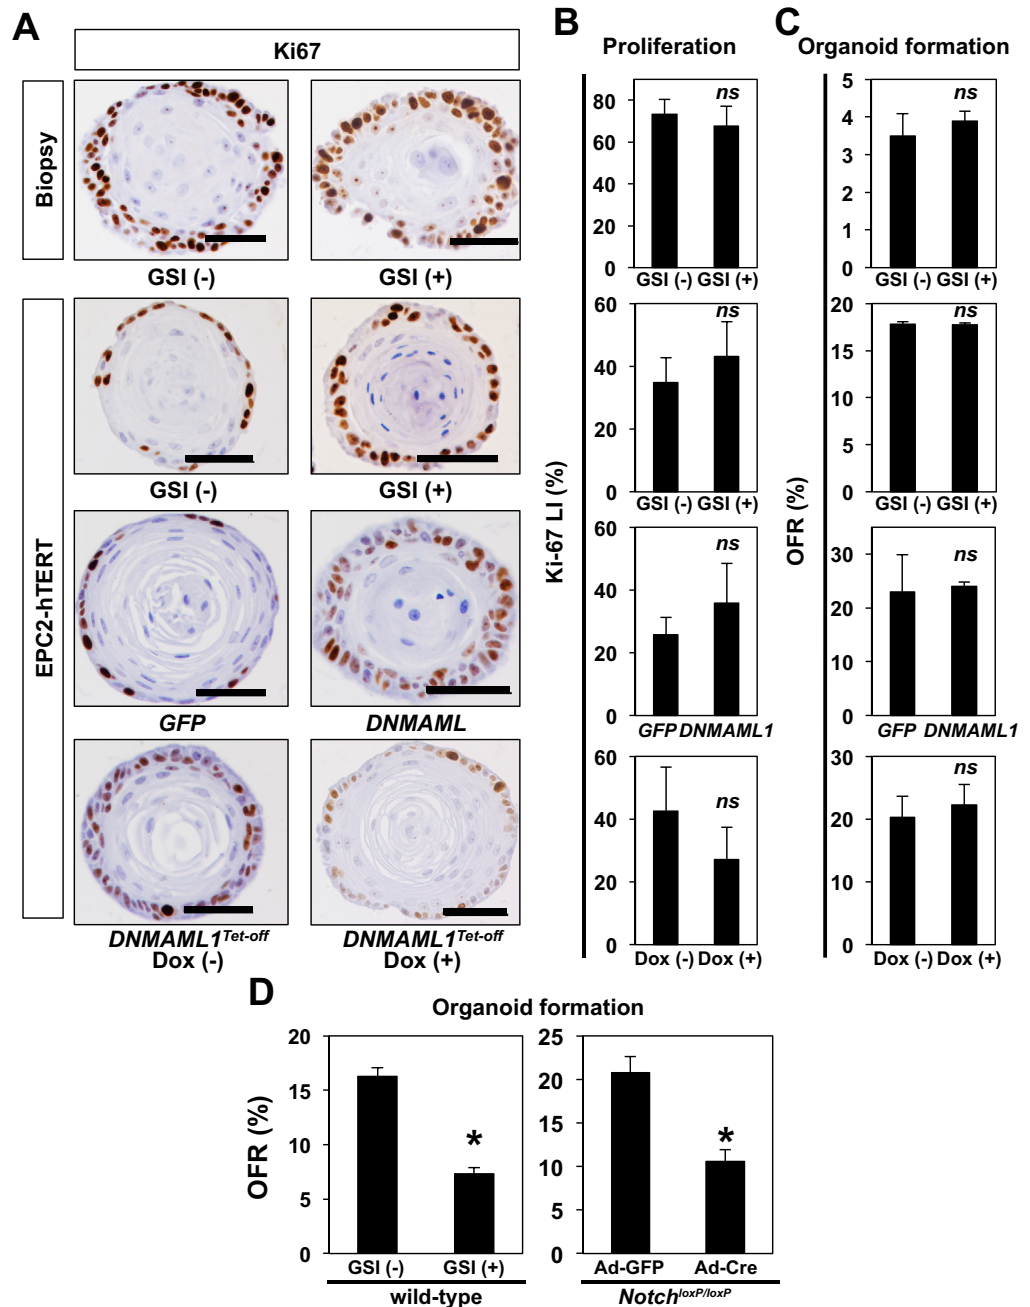 A
Ki67
Biopsy
GSI (-)
GSI (+)
EPC2-hTERT
GSI (-)
GSI (+)
GFP
DNMAML
DNMAML1Tet-off
Dox (-)
DNMAML1Tet-off
Dox (+)
B
Proliferation
Ki-67 LI (%)
80
60
40
20
0
ns
GSI (-) GSI (+)
60
40
20
0
ns
GSI (-) GSI (+)
60
40
20
0
ns
GFP DNMAML1
60
40
20
0
ns
Dox (-) Dox (+)
C
Organoid formation
OFR (%)
5
4
3
2
1
0
ns
GSI (-) GSI (+)
20
15
10
5
0
ns
GSI (-) GSI (+)
30
20
10
0
ns
GFP DNMAML1
30
20
10
0
ns
Dox (-) Dox (+)
D
Organoid formation
OFR (%)
20
15
10
5
0
*
GSI (-) GSI (+)
wild-type
25
20
15
10
5
0
*
Ad-GFP Ad-Cre
NotchloxP/loxP